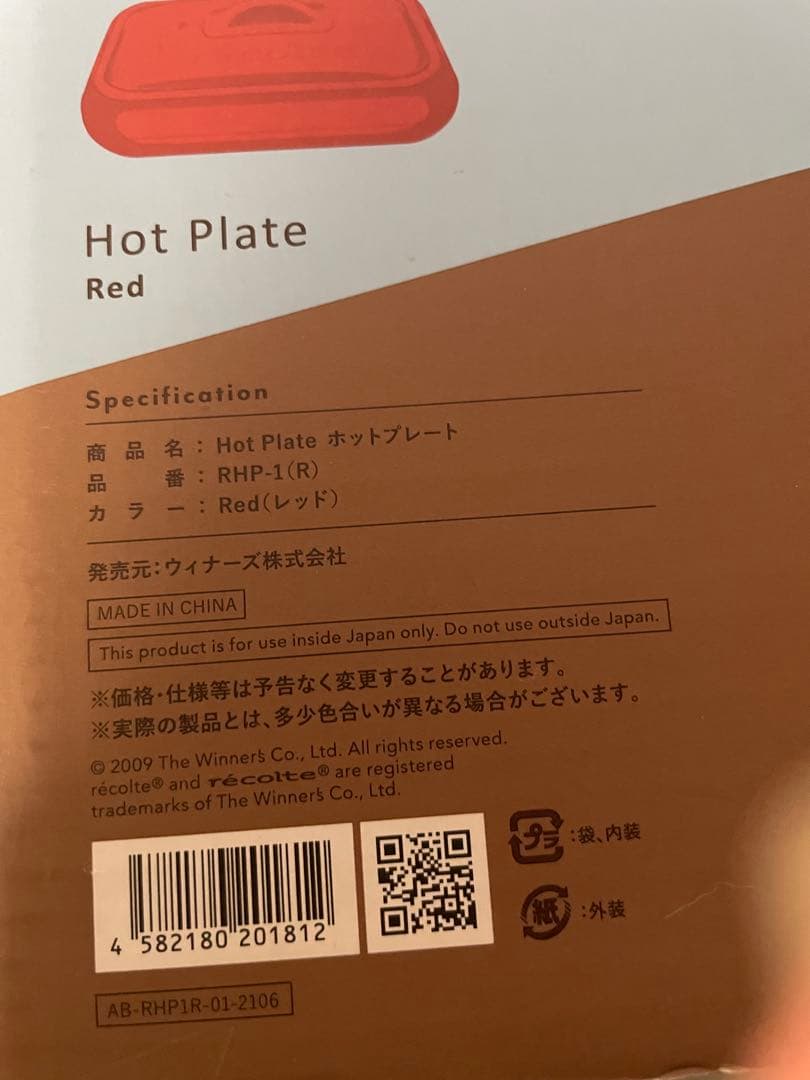 Hot Plate
Red
Specification
商品名：Hot Plate ホットプレート
品番：RHP-1(R)
カラー：Red(レッド)
発売元：ウィナーズ株式会社
MADE IN CHINA
This product is for use inside Japan only. Do not use outside Japan.
※価格・仕様等は予告なく変更することがあります。
※実際の製品とは、多少色合いが異なる場合がございます。
© 2009 The Winner's Co., Ltd. All rights reserved.
récolte® and récolte® are registered
trademarks of The Winner's Co., Ltd.
プラ：袋、内装
紙：外装
4 582180 201812
AB-RHP1R-01-2106